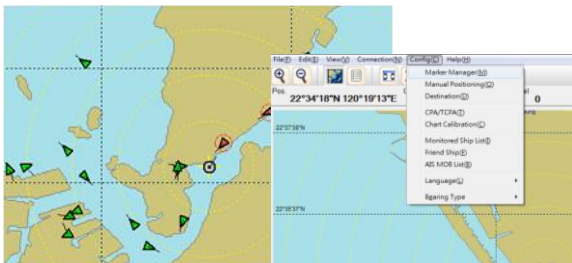 File(F) Edit(E) View(V) Connection(N) Config(C) Help(H)
Pos
22°34'18"N 120°19'13"E
0
Marker Manager(M)
Manual Positioning(O)
Destination(D)
CPA/TCPA(T)
Chart Calibration(C)
Monitored Ship List(I)
Friend Ship(F)
AIS MOB List(B)
Language(L)
Bearing Type
22°37'38"N
22°35'37"N